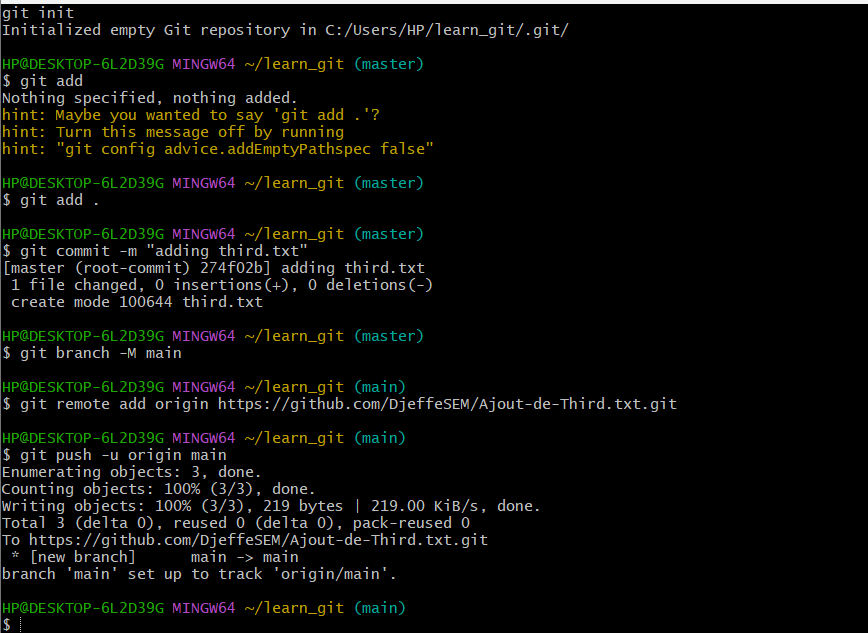 git init
Initialized empty Git repository in C:/Users/HP/learn_git/.git/
HP@DESKTOP-6L2D39G MINGW64 ~/learn_git (master)
$ git add
Nothing specified, nothing added.
hint: Maybe you wanted to say 'git add .'?
hint: Turn this message off by running
hint: "git config advice.addEmptyPathspec false"
HP@DESKTOP-6L2D39G MINGW64 ~/learn_git (master)
$ git add .
HP@DESKTOP-6L2D39G MINGW64 ~/learn_git (master)
$ git commit -m "adding third.txt"
[master (root-commit) 274f02b] adding third.txt
 1 file changed, 0 insertions(+), 0 deletions(-)
 create mode 100644 third.txt
HP@DESKTOP-6L2D39G MINGW64 ~/learn_git (master)
$ git branch -M main
HP@DESKTOP-6L2D39G MINGW64 ~/learn_git (main)
$ git remote add origin https://github.com/DjeffeSEM/Ajout-de-Third.txt.git
HP@DESKTOP-6L2D39G MINGW64 ~/learn_git (main)
$ git push -u origin main
Enumerating objects: 3, done.
Counting objects: 100% (3/3), done.
Writing objects: 100% (3/3), 219 bytes | 219.00 KiB/s, done.
Total 3 (delta 0), reused 0 (delta 0), pack-reused 0
To https://github.com/DjeffeSEM/Ajout-de-Third.txt.git
 * [new branch]      main -> main
branch 'main' set up to track 'origin/main'.
HP@DESKTOP-6L2D39G MINGW64 ~/learn_git (main)
$